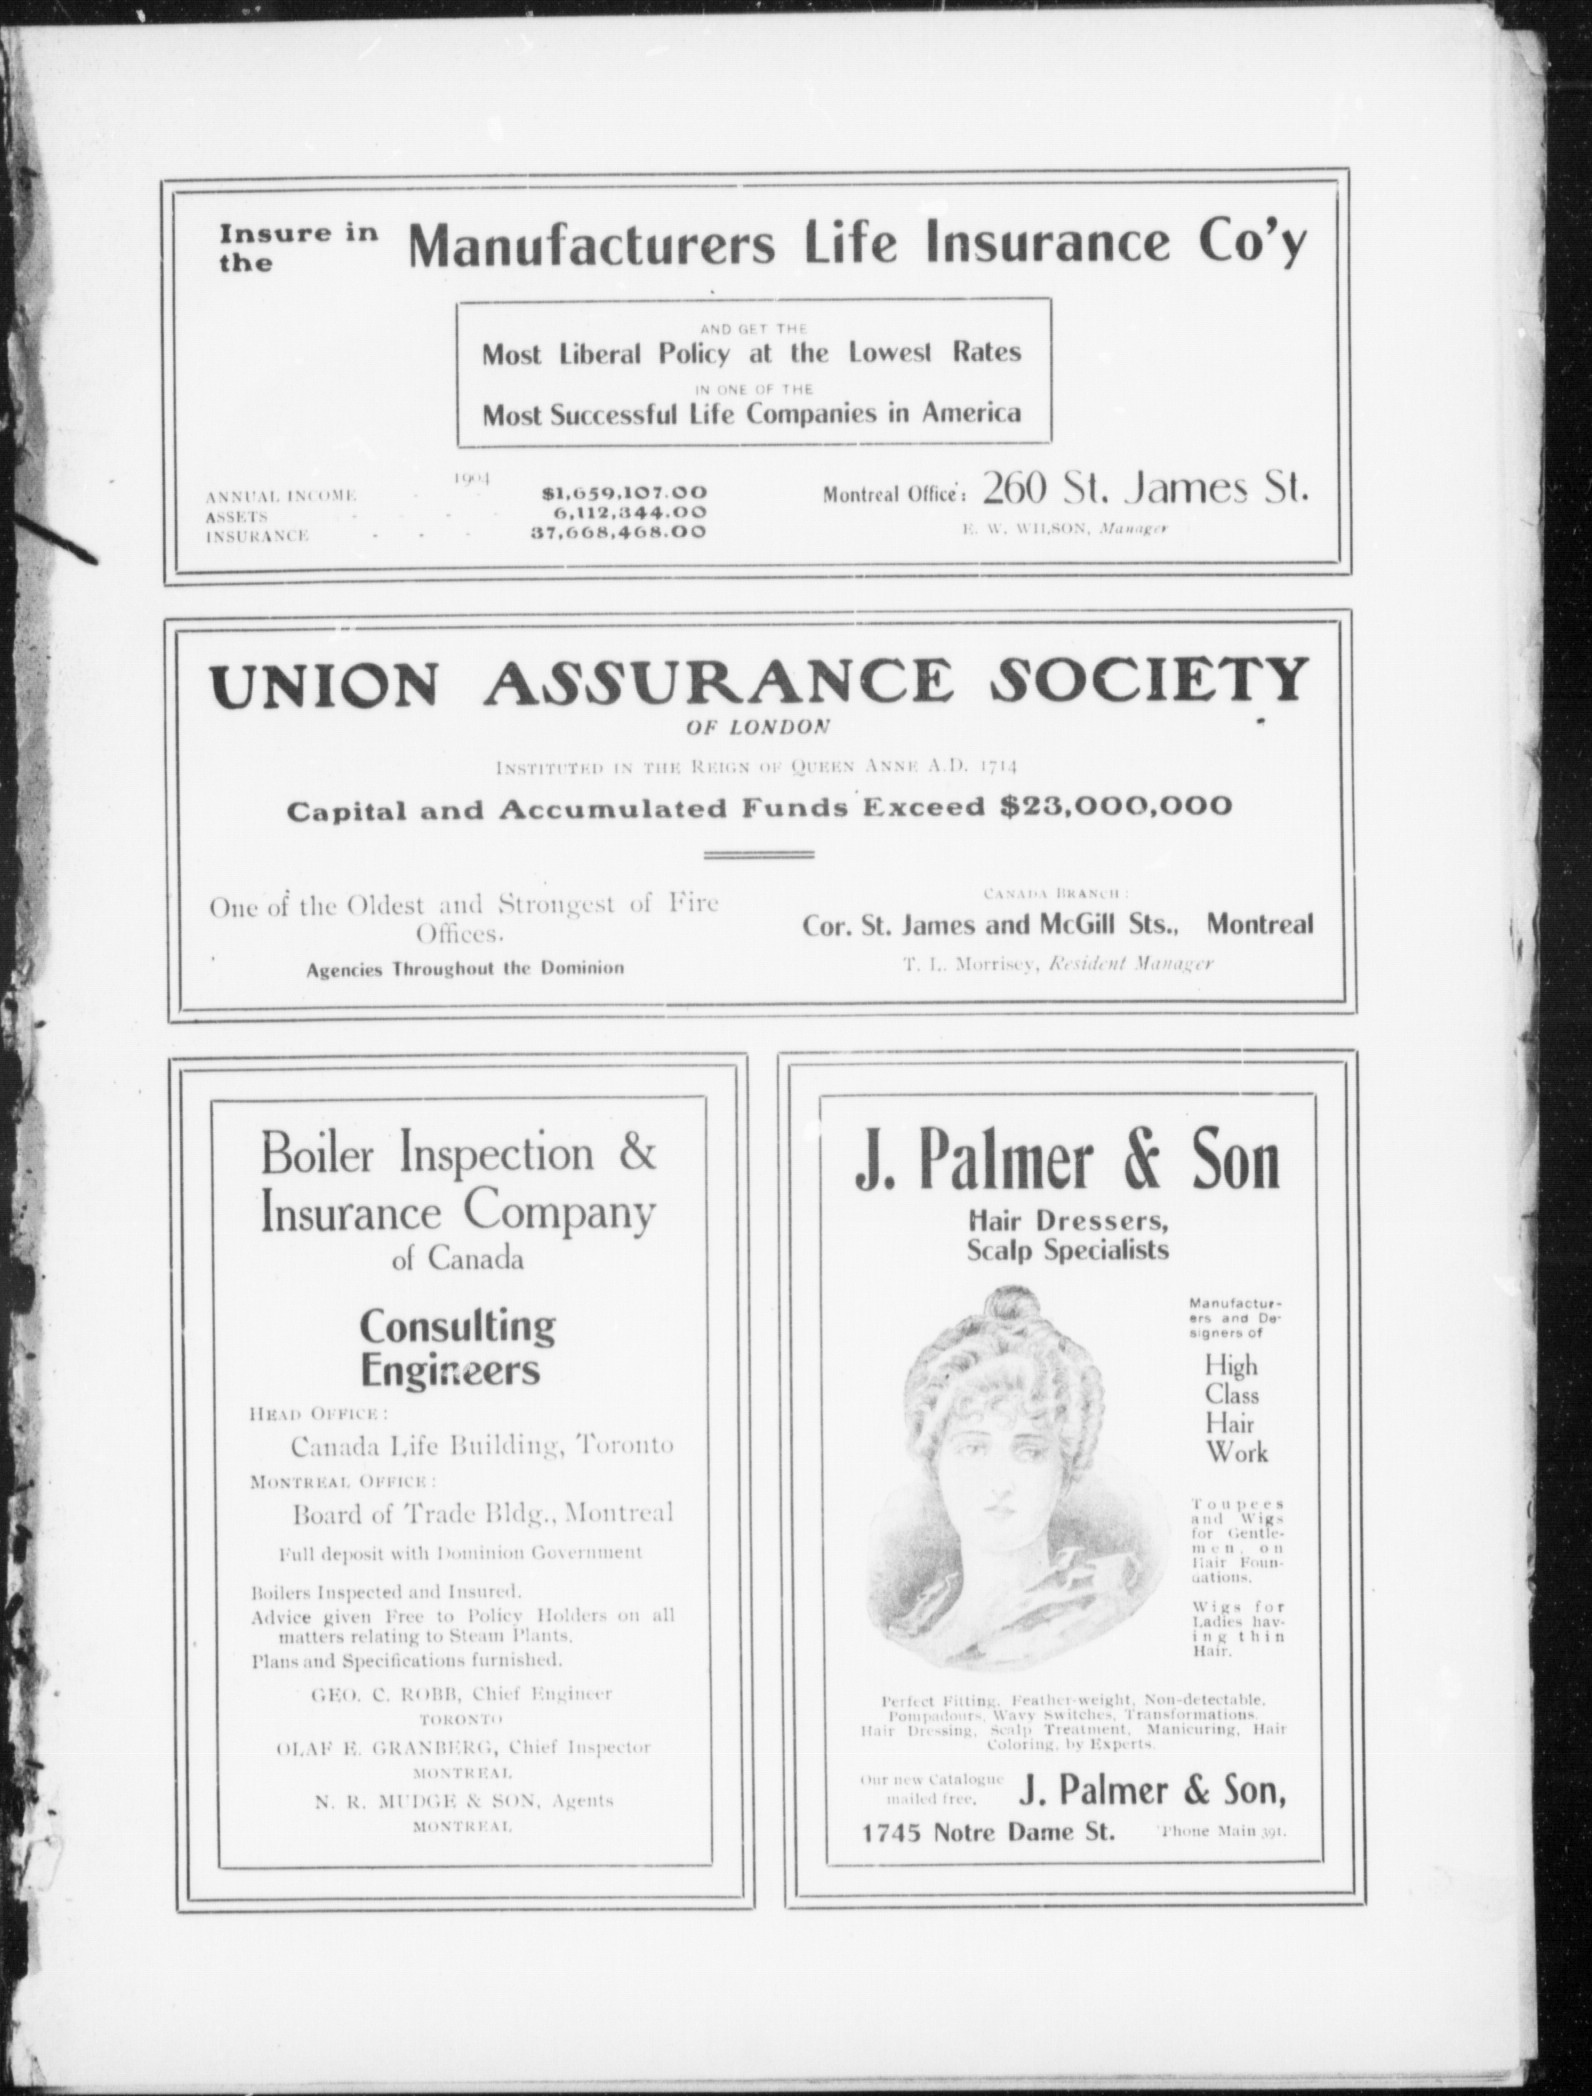 Insure in
the
Manufacturers Life Insurance Co'y
AND GET THE
Most Liberal Policy at the Lowest Rates
IN ONE OF THE
Most Successful Life Companies in America
1904
ANNUAL INCOME - - $1,659,107.00
ASSETS - - - - 6,112,344.00
INSURANCE - - - 37,668,468.00
Montreal Office: 260 St. James St.
E. W. WILSON, Manager
UNION ASSURANCE SOCIETY
OF LONDON
INSTITUTED IN THE REIGN OF QUEEN ANNE A.D. 1714
Capital and Accumulated Funds Exceed $23,000,000
One of the Oldest and Strongest of Fire
Offices.
Agencies Throughout the Dominion
CANADA BRANCH:
Cor. St. James and McGill Sts., Montreal
T. L. Morrisey, Resident Manager
Boiler Inspection &
Insurance Company
of Canada
Consulting
Engineers
HEAD OFFICE:
Canada Life Building, Toronto
MONTREAL OFFICE:
Board of Trade Bldg., Montreal
Full deposit with Dominion Government
Boilers Inspected and Insured.
Advice given Free to Policy Holders on all
matters relating to Steam Plants.
Plans and Specifications furnished.
GEO. C. ROBB, Chief Engineer
TORONTO
OLAF E. GRANBERG, Chief Inspector
MONTREAL
N. R. MUDGE & SON, Agents
MONTREAL
J. Palmer & Son
Hair Dressers,
Scalp Specialists
Manufactur-
ers and De-
signers of
High
Class
Hair
Work
Toupees
and Wigs
for Gentle-
men, on
Hair Foun-
dations.
Wigs for
Ladies hav-
ing thin
Hair.
Perfect Fitting, Feather-weight, Non-detectable.
Pompadours, Wavy Switches, Transformations.
Hair Dressing, Scalp Treatment, Manicuring, Hair
Coloring, by Experts.
Our new Catalogue
mailed free.
J. Palmer & Son,
1745 Notre Dame St. 'Phone Main 391.